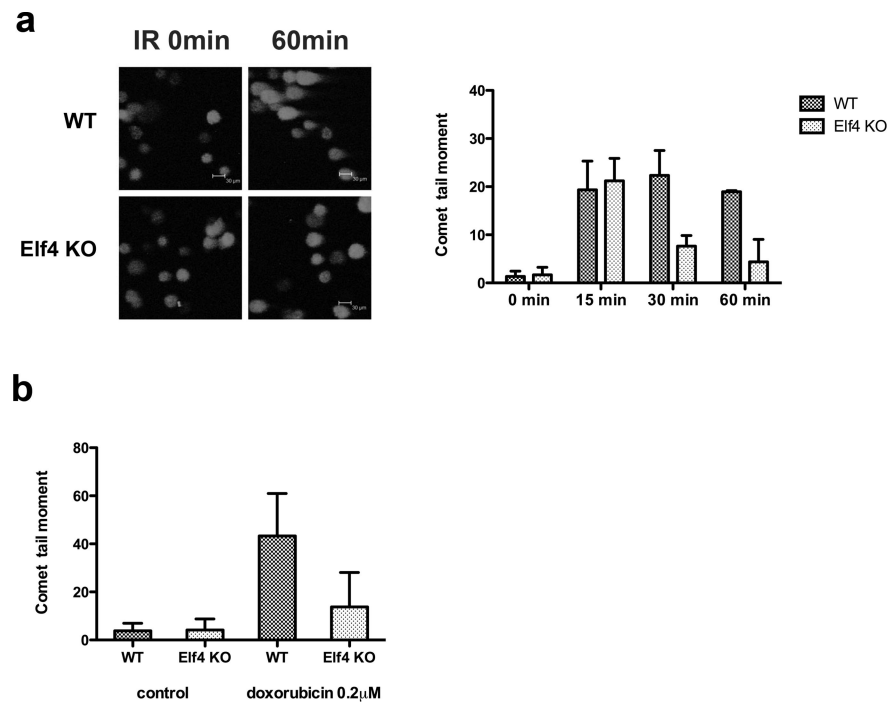 a
IR 0min 60min
WT
Elf4 KO
30 µm
30 µm
30 µm
30 µm
Comet tail moment
40
30
20
10
0
0 min 15 min 30 min 60 min
WT
Elf4 KO
b
Comet tail moment
80
60
40
20
0
WT Elf4 KO WT Elf4 KO
control doxorubicin 0.2µM